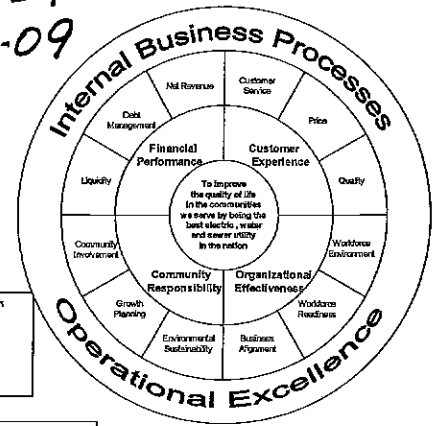 -09
Internal Business Processes
Net Revenue
Customer
Service
Debt
Management
Price
Financial
Performance
Customer
Experience
Liquidity
Quality
To improve
the quality of life
in the communities
we serve by being the
best electric, water
and sewer utility
in the nation
Community
Involvement
Workforce
Environment
Community
Responsibility
Organizational
Effectiveness
Growth
Planning
Workforce
Readiness
Environmental
Sustainability
Business
Alignment
Operational Excellence